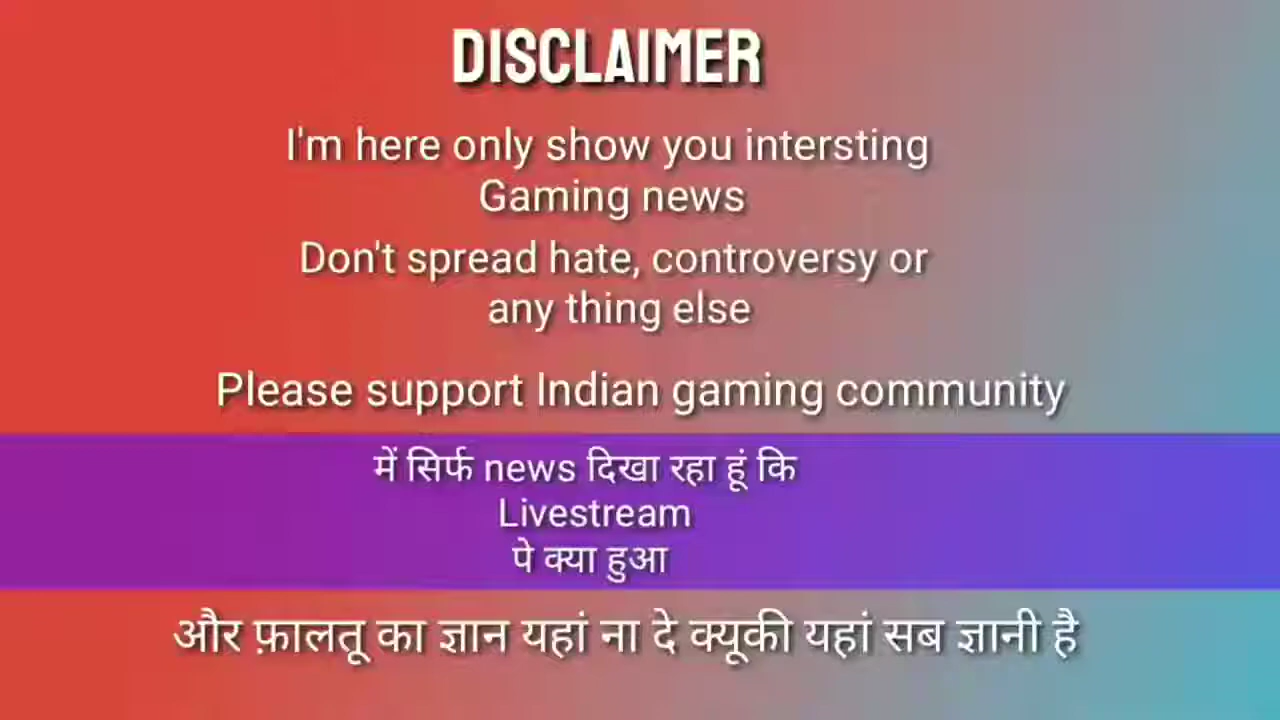 DISCLAIMER
I'm here only show you intersting
Gaming news
Don't spread hate, controversy or
any thing else
Please support Indian gaming community
में सिर्फ news दिखा रहा हूं कि
Livestream
पे क्या हुआ
और फ़ालतू का ज्ञान यहां ना दे क्यूकी यहां सब ज्ञानी है